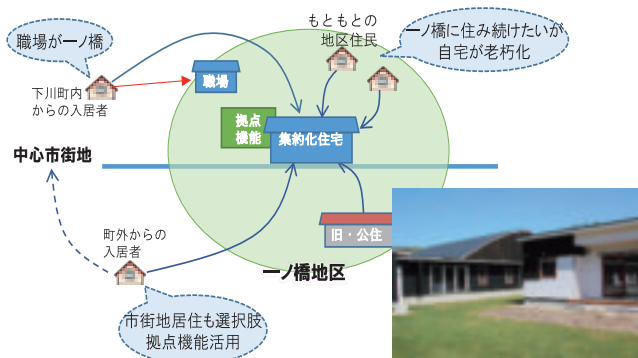 職場が一ノ橋
下川町内
からの入居者
職場
もともとの
地区住民
一ノ橋に住み続けたいが
自宅が老朽化
拠点
機能
集約化住宅
中心市街地
町外からの
入居者
旧・公住
一ノ橋地区
市街地居住も選択肢
拠点機能活用